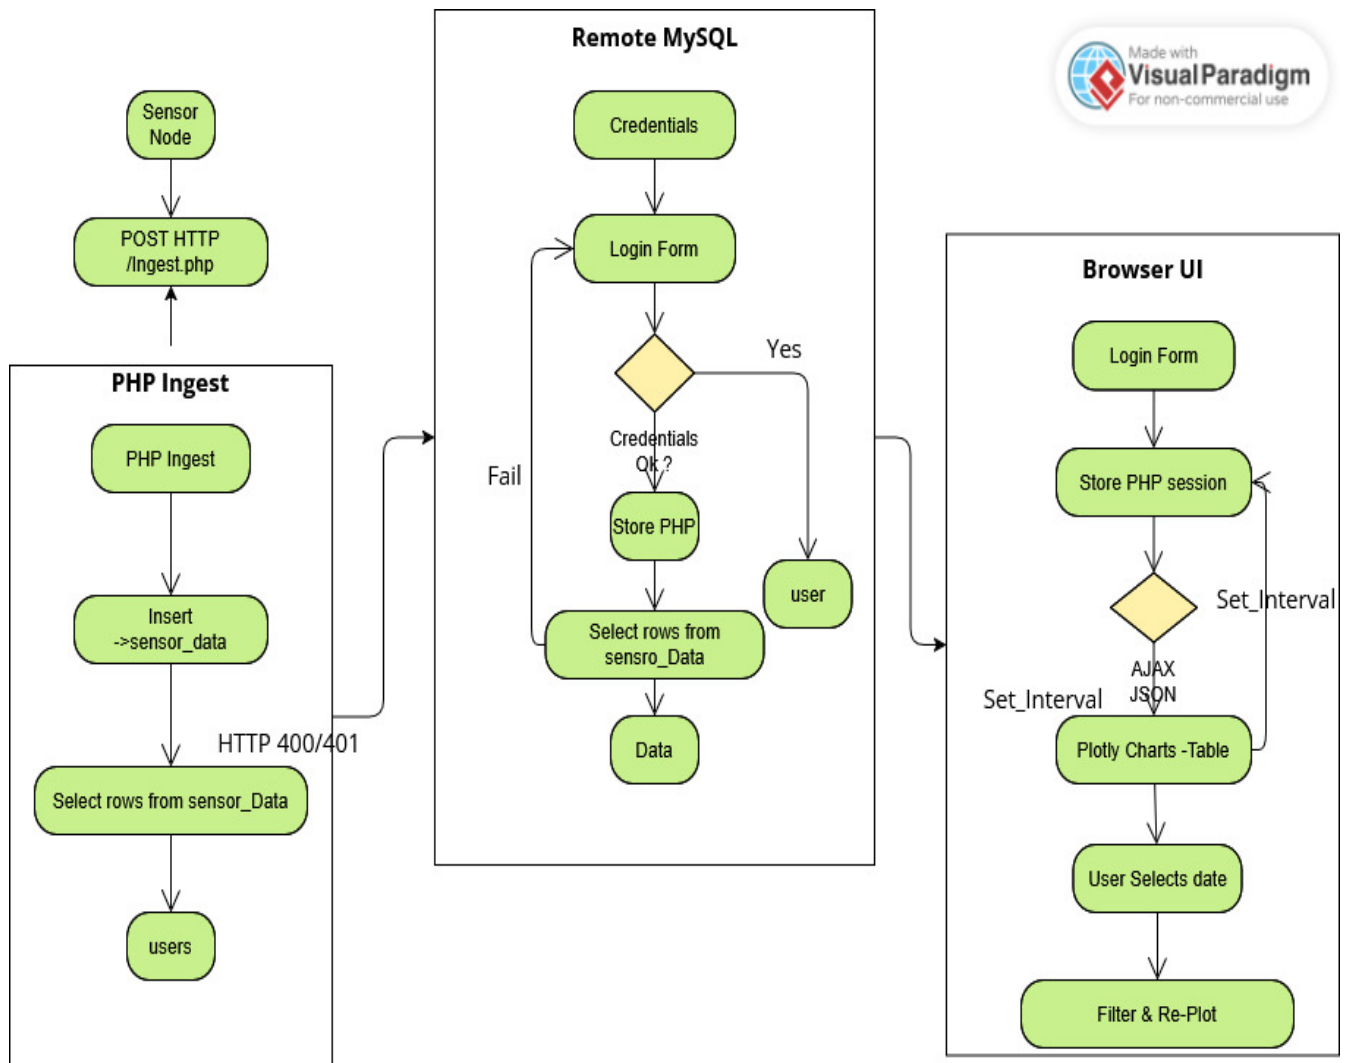 Remote MySQL
Made with
Visual Paradigm
For non-commercial use
Sensor
Node
POST HTTP
/Ingest.php
Credentials
Login Form
Yes
Credentials
Ok ?
Fail
Store PHP
user
Select rows from
sensro_Data
Data
PHP Ingest
PHP Ingest
Insert
->sensor_data
HTTP 400/401
Select rows from sensor_Data
users
Browser UI
Login Form
Store PHP session
Set_Interval
AJAX
JSON
Set_Interval
Plotly Charts -Table
User Selects date
Filter & Re-Plot